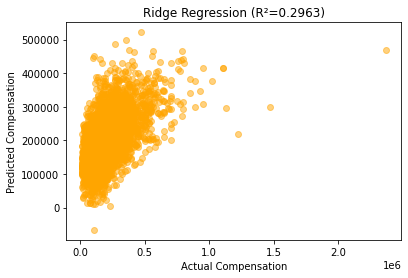 Ridge Regression (R²=0.2963)
500000
400000
300000
200000
100000
0
Predicted Compensation
0.0 0.5 1.0 1.5 2.0
1e6
Actual Compensation